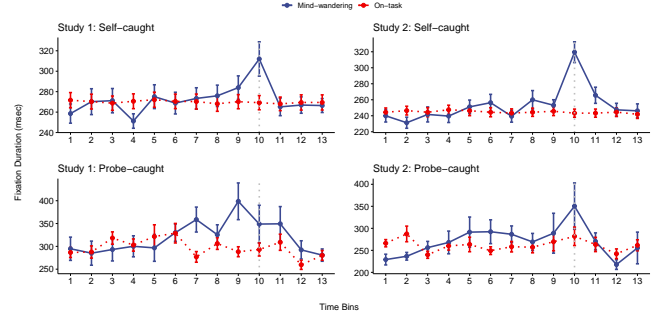 Mind−wandering On−task
Study 1: Self−caught
Study 2: Self−caught
320
300
280
260
240
1 2 3 4 5 6 7 8 9 10 11 12 13
320
300
280
260
240
220
1 2 3 4 5 6 7 8 9 10 11 12 13
Fixation Duration (msec)
Study 1: Probe−caught
Study 2: Probe−caught
400
350
300
250
1 2 3 4 5 6 7 8 9 10 11 12 13
400
350
300
250
200
1 2 3 4 5 6 7 8 9 10 11 12 13
Time Bins